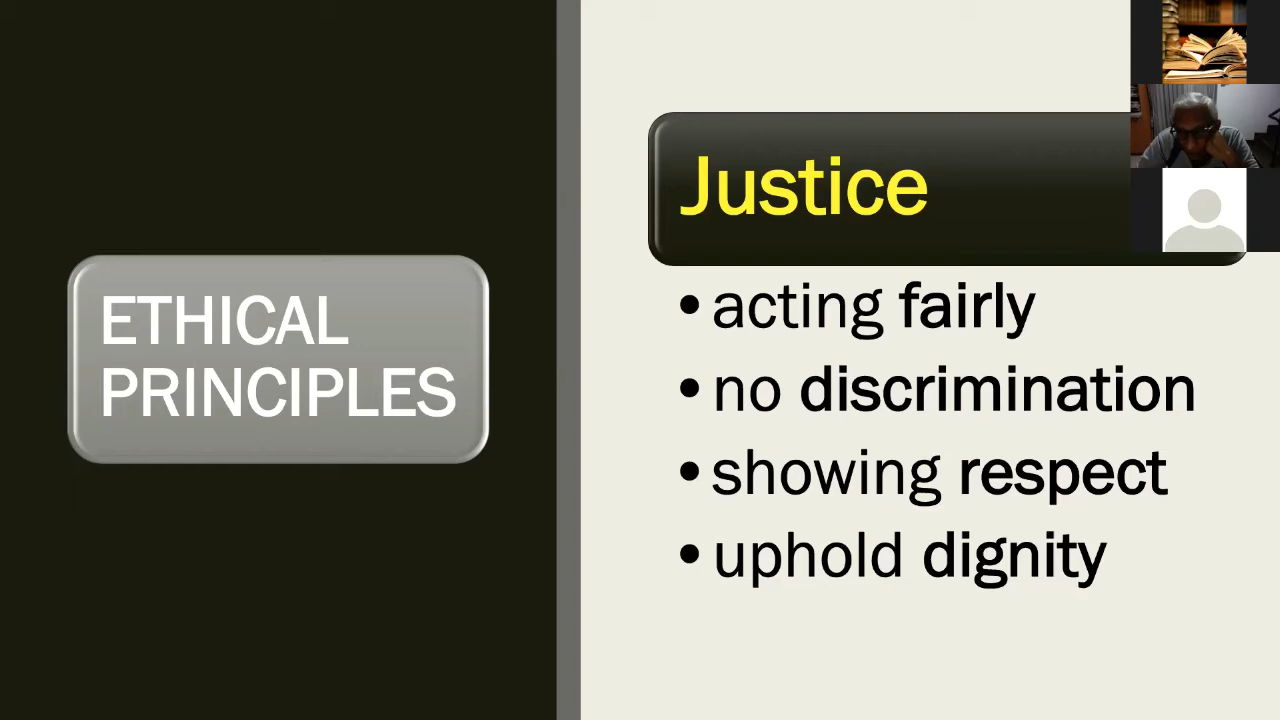 ETHICAL
PRINCIPLES
Justice
• acting fairly
• no discrimination
• showing respect
• uphold dignity